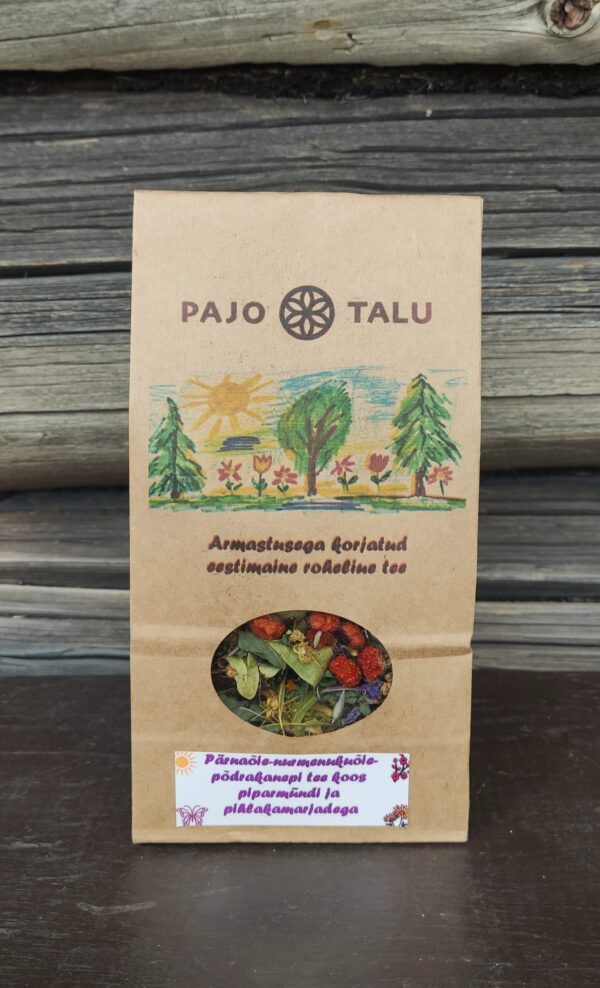 PAJO TALU
Armastusega korjatud
eestimaine roheline tee
Pärnaõie-nurmenukuõie-
põdrakanepi tee koos
piparmündi ja
pihlakamarjadega